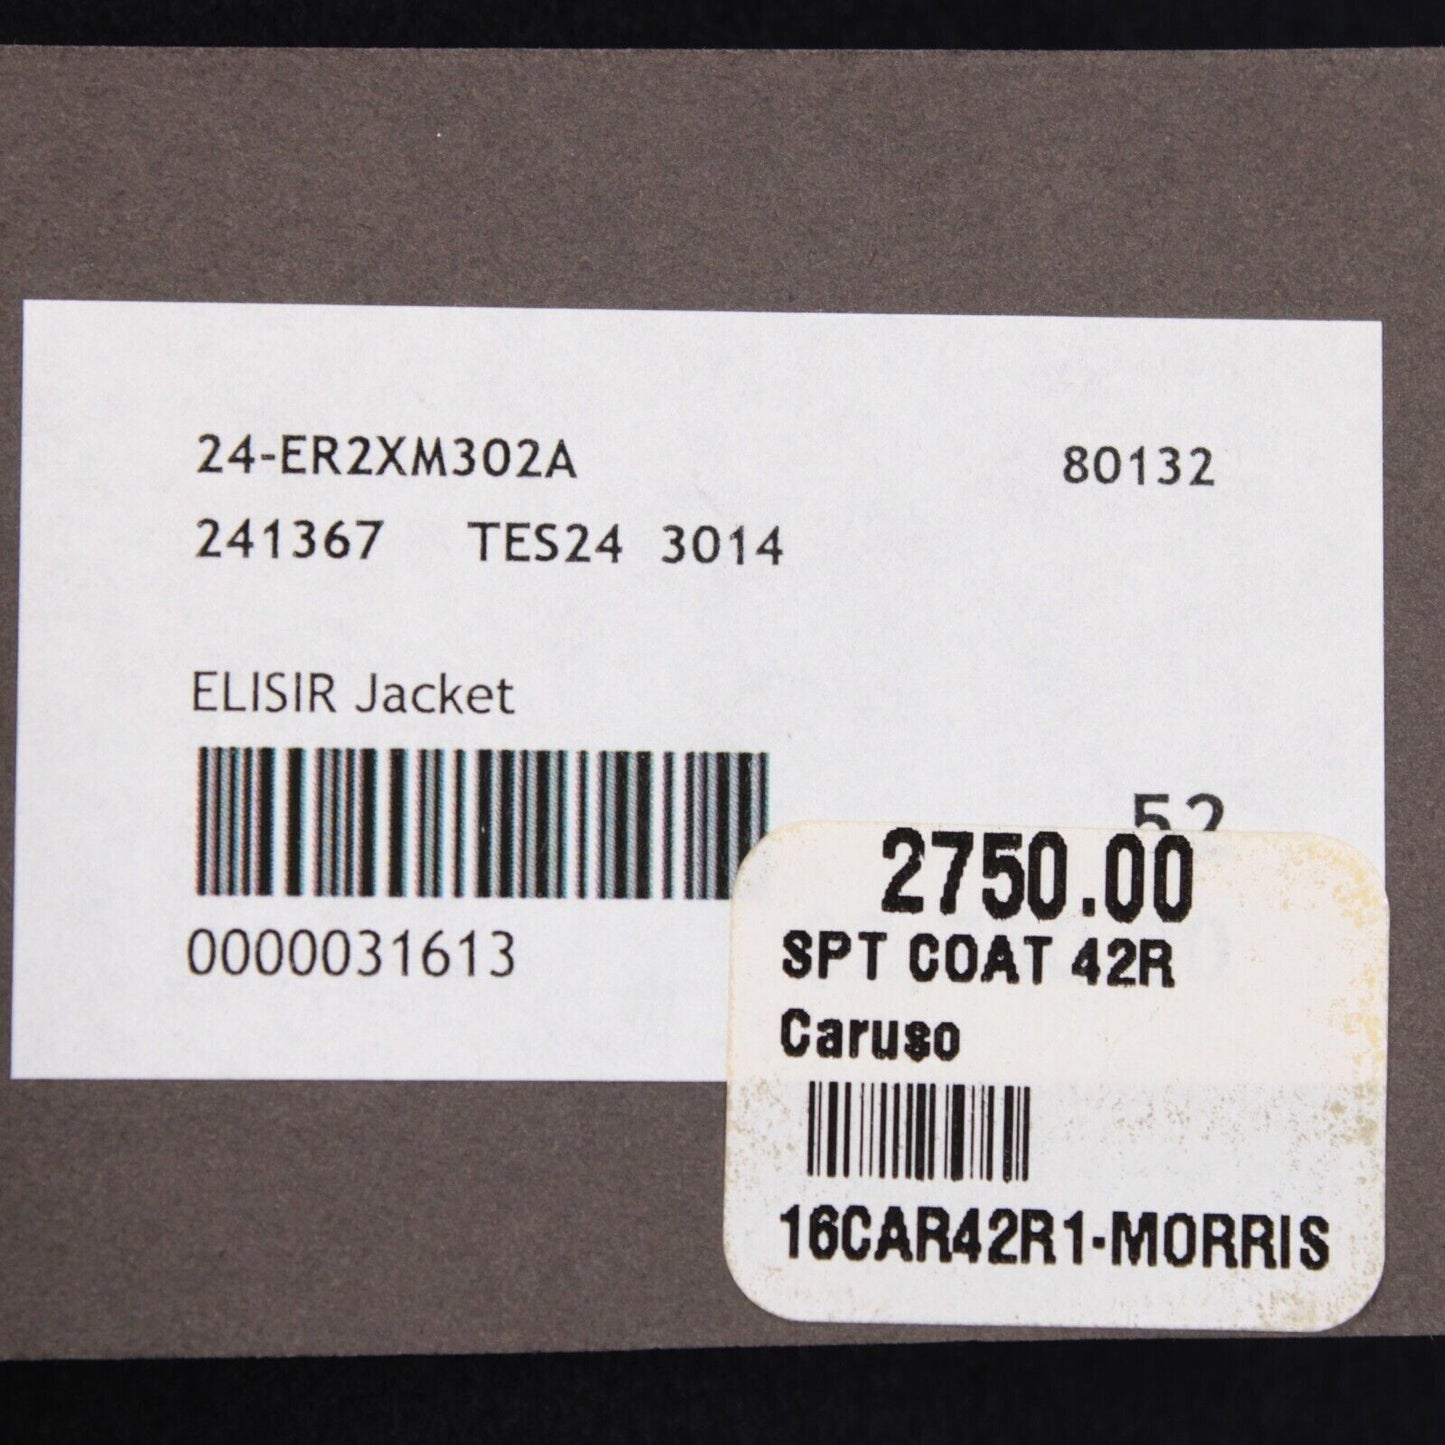 24-ER2XM302A 80132
241367 TES24 3014
ELISIR Jacket
52
0000031613
2750.00
SPT COAT 42R
Caruso
16CAR42R1-MORRIS